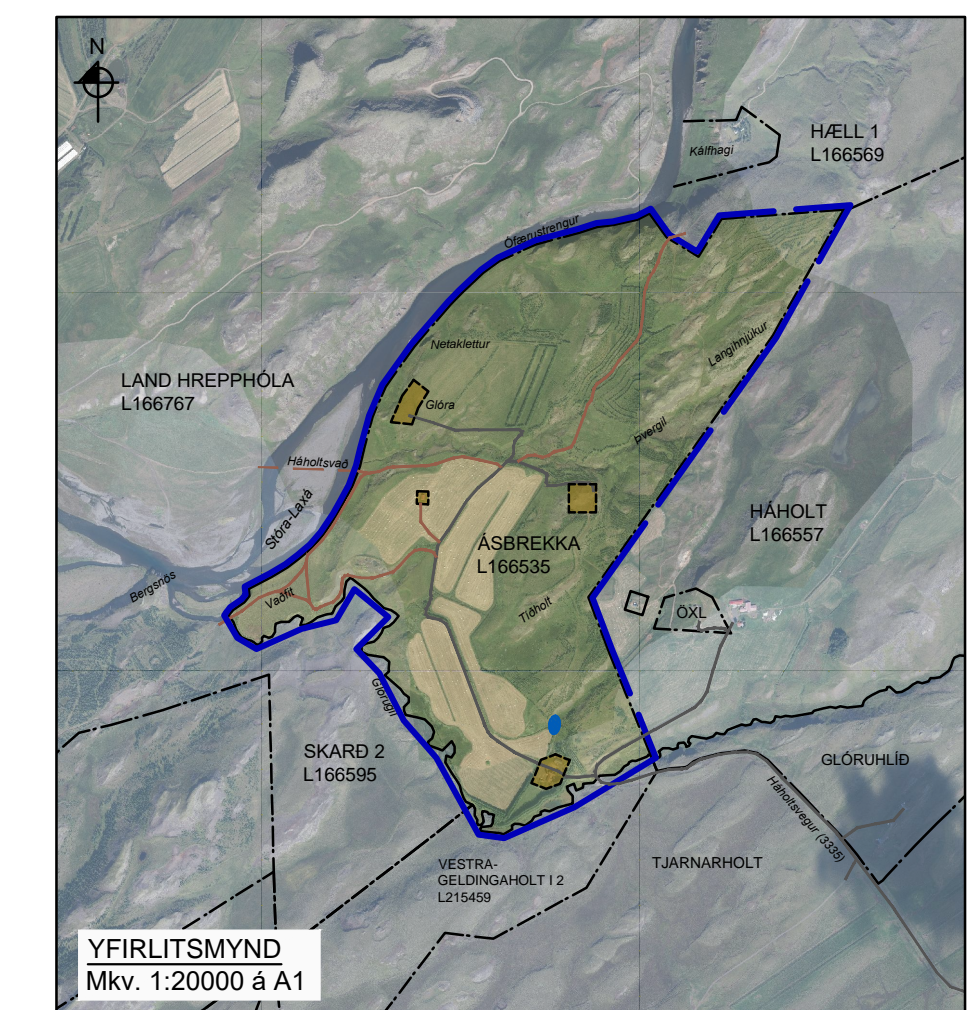 N
HÆLL 1
L166569
Kálfhagi
Ófærustrengur
Netaklettur
Langihnjúkur
LAND HREPPHÓLA
L166767
Glóra
Þvergil
Háholtsvað
Stóra-Laxá
HÁHOLT
L166557
ÁSBREKKA
L166535
Bergsnös
Vaðfit
Tíðholt
ÖXL
Glórugil
SKARÐ 2
L166595
GLÓRUHLÍÐ
Háholtsvegur (3335)
VESTRA-
GELDINGAHOLT I 2
L215459
TJARNARHOLT
YFIRLITSMYND
Mkv. 1:20000 á A1